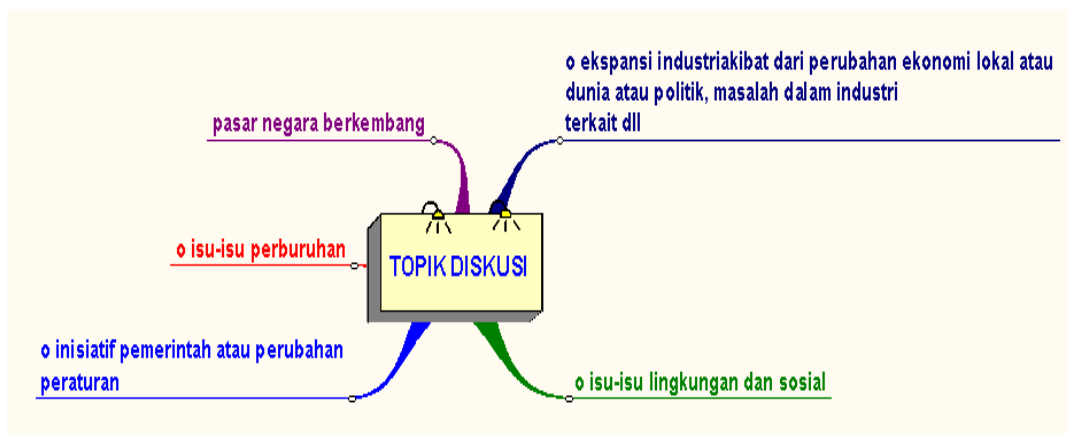 o ekspansi industriakibat dari perubahan ekonomi lokal atau
dunia atau politik, masalah dalam industri
terkait dll
pasar negara berkembang
o isu-isu perburuhan
TOPIK DISKUSI
o inisiatif pemerintah atau perubahan
peraturan
o isu-isu lingkungan dan sosial